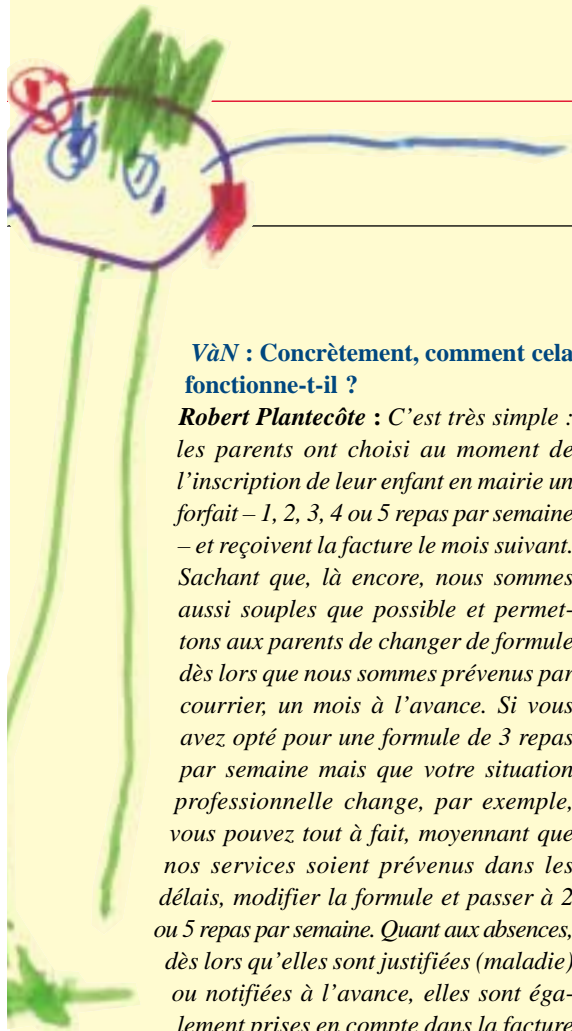 VàN : Concrètement, comment cela
fonctionne-t-il ?
Robert Plantecôte : C’est très simple :
les parents ont choisi au moment de
l’inscription de leur enfant en mairie un
forfait – 1, 2, 3, 4 ou 5 repas par semaine
– et reçoivent la facture le mois suivant.
Sachant que, là encore, nous sommes
aussi souples que possible et permet-
tons aux parents de changer de formule
dès lors que nous sommes prévenus par
courrier, un mois à l’avance. Si vous
avez opté pour une formule de 3 repas
par semaine mais que votre situation
professionnelle change, par exemple,
vous pouvez tout à fait, moyennant que
nos services soient prévenus dans les
délais, modifier la formule et passer à 2
ou 5 repas par semaine. Quant aux absences,
dès lors qu’elles sont justifiées (maladie)
ou notifiées à l’avance, elles sont éga-
lement prises en compte dans la facture